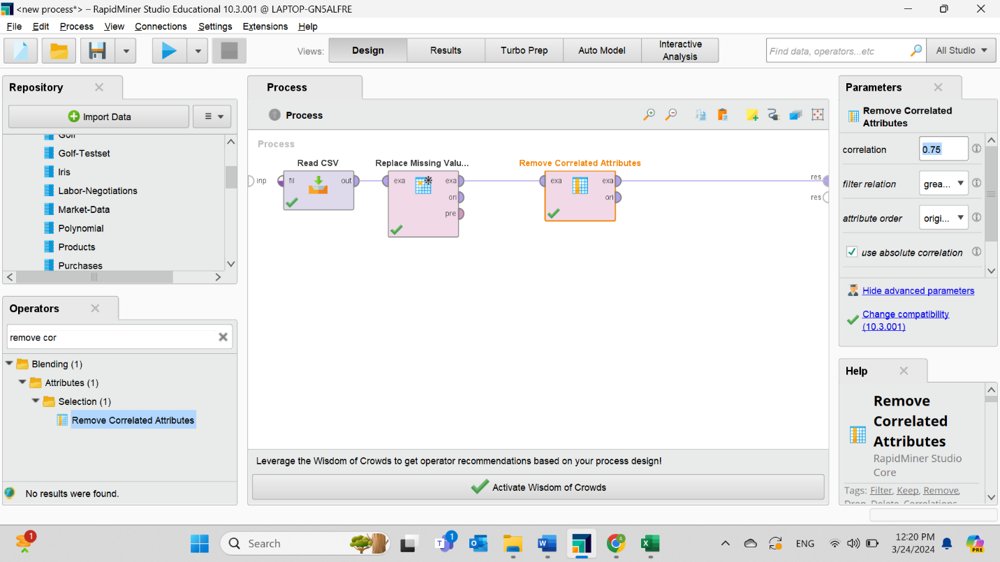 <new process*> – RapidMiner Studio Educational 10.3.001 @ LAPTOP-GN5ALFRE
File Edit Process View Connections Settings Extensions Help
Views: Design Results Turbo Prep Auto Model Interactive Analysis
Find data, operators...etc All Studio
Repository
Import Data
Golf
Golf-Testset
Iris
Labor-Negotiations
Market-Data
Polynomial
Products
Purchases
Operators
remove cor
Blending (1)
Attributes (1)
Selection (1)
Remove Correlated Attributes
No results were found.
Process
Process
Process
Read CSV
Replace Missing Valu...
Remove Correlated Attributes
inp
fil out
exa exa
ori
pre
exa exa
ori
res
res
Leverage the Wisdom of Crowds to get operator recommendations based on your process design!
Activate Wisdom of Crowds
Parameters
Remove Correlated
Attributes
correlation 0.75
filter relation grea...
attribute order origi...
use absolute correlation
Hide advanced parameters
Change compatibility
(10.3.001)
Help
Remove
Correlated
Attributes
RapidMiner Studio
Core
Tags: Filter, Keep, Remove,
Drop, Delete, Correlations,
1
Search
1
ENG
12:20 PM
3/24/2024
PRE